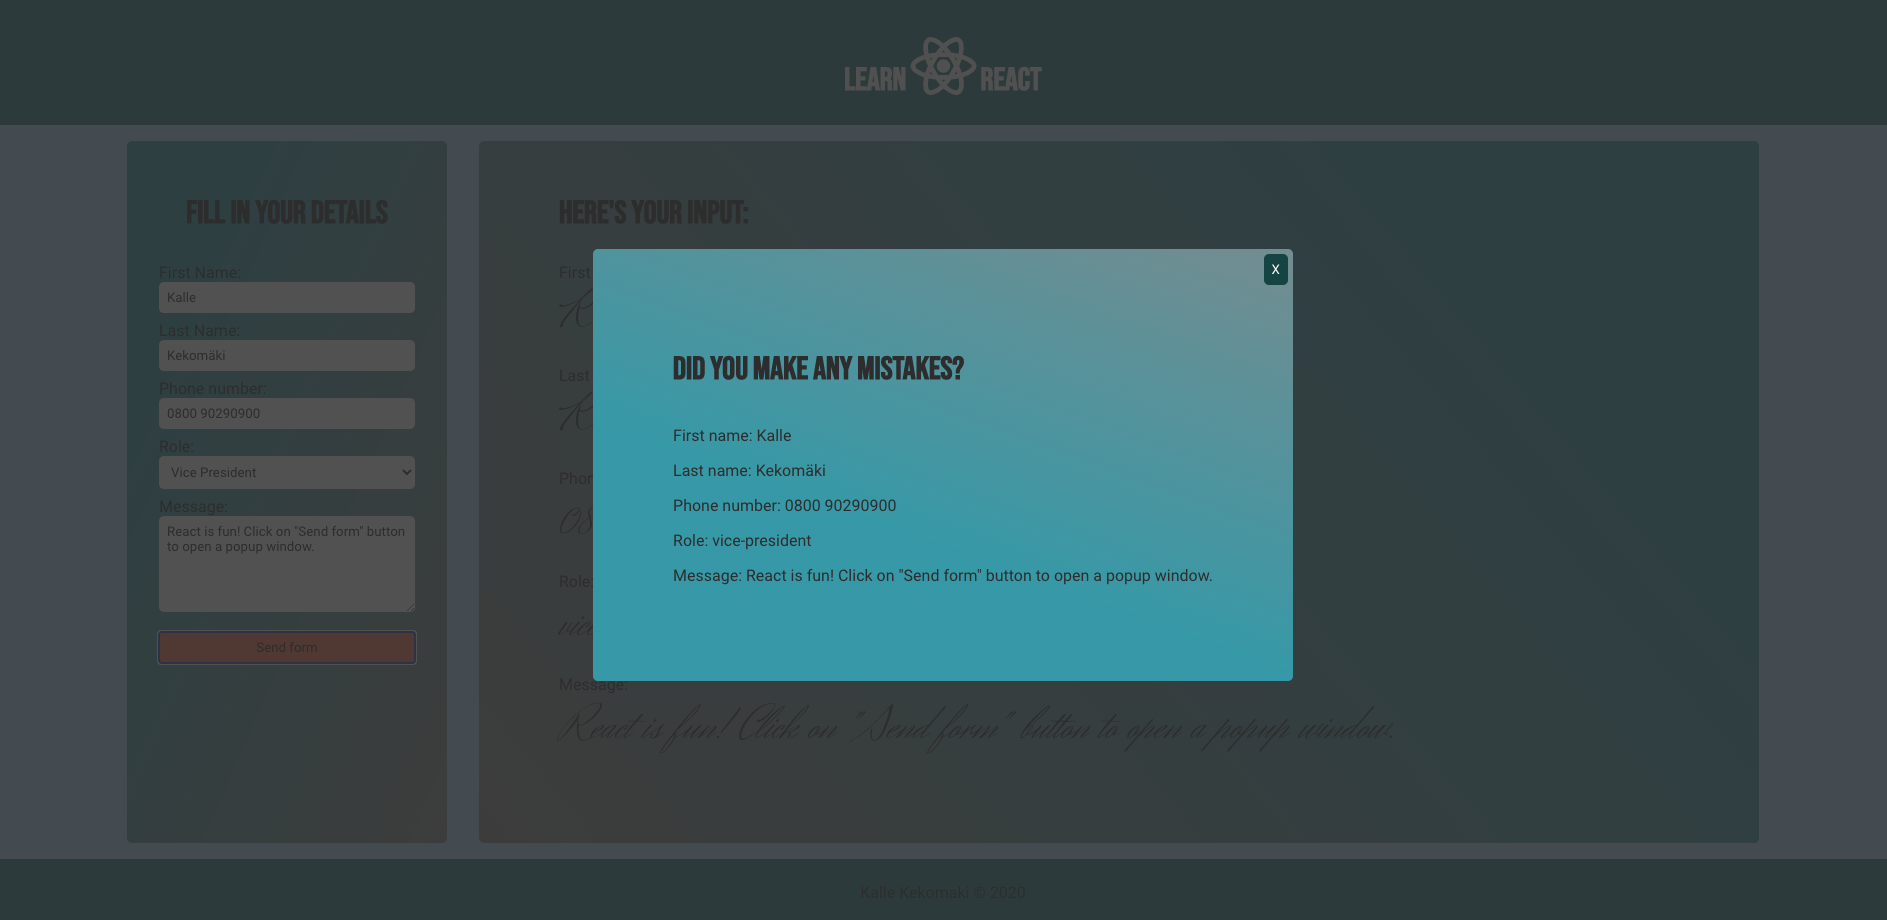 LEARN REACT
FILL IN YOUR DETAILS
First Name:
Kalle
Last Name:
Kekomäki
Phone number:
0800 90290900
Role:
Vice President
Message:
React is fun! Click on "Send form" button
to open a popup window.
Send form
HERE'S YOUR INPUT:
First
K
Last
K
Phon
08
Role:
vice
Message:
React is fun! Click on "Send form" button to open a popup window.
X
DID YOU MAKE ANY MISTAKES?
First name: Kalle
Last name: Kekomäki
Phone number: 0800 90290900
Role: vice-president
Message: React is fun! Click on "Send form" button to open a popup window.
Kalle Kekomaki © 2020